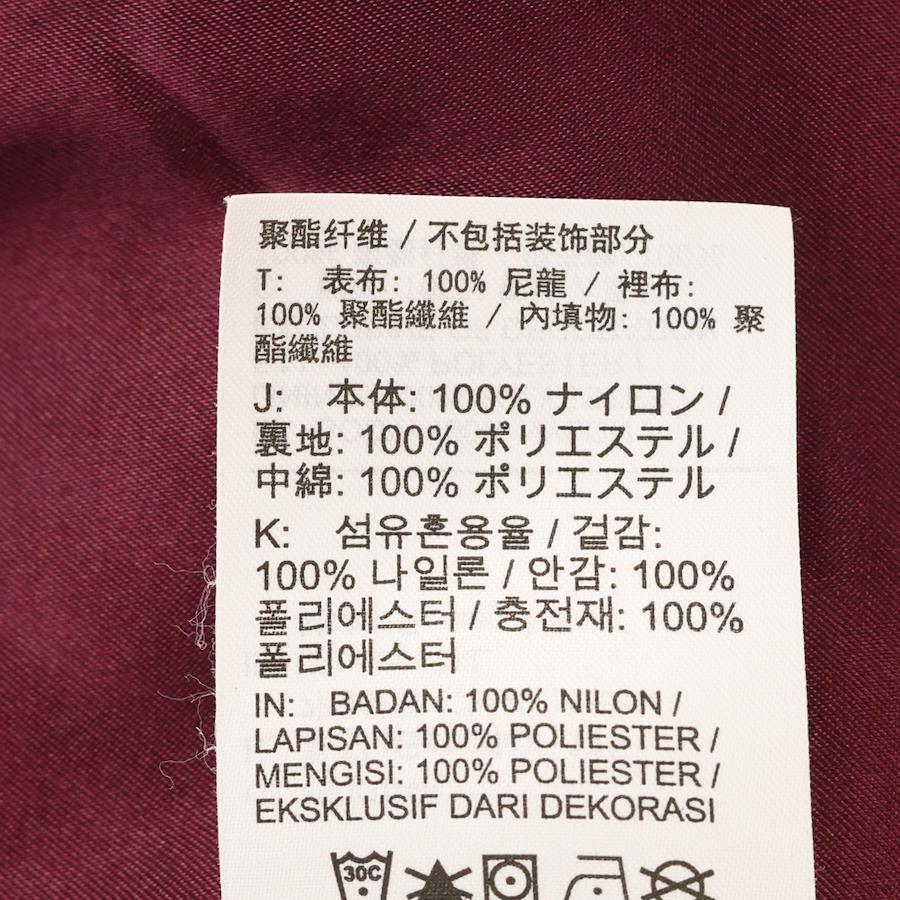 聚酯纤维 / 不包括装饰部分
T: 表布: 100% 尼龍 / 裡布:
100% 聚酯纖維 / 內填物: 100% 聚
酯纖維
J: 本体: 100% ナイロン /
裏地: 100% ポリエステル /
中綿: 100% ポリエステル
K: 섬유혼용율 / 겉감:
100% 나일론 / 안감: 100%
폴리에스터 / 충전재: 100%
폴리에스터
IN: BADAN: 100% NILON /
LAPISAN: 100% POLIESTER /
MENGISI: 100% POLIESTER /
EKSKLUSIF DARI DEKORASI
30C